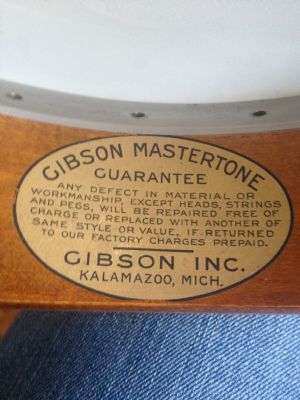 GIBSON MASTERTONE
GUARANTEE
ANY DEFECT IN MATERIAL OR
WORKMANSHIP, EXCEPT HEADS, STRINGS
AND PEGS, WILL BE REPAIRED FREE OF
CHARGE OR REPLACED WITH ANOTHER OF
SAME STYLE OR VALUE, IF RETURNED
TO OUR FACTORY CHARGES PREPAID.
GIBSON INC.
KALAMAZOO, MICH.